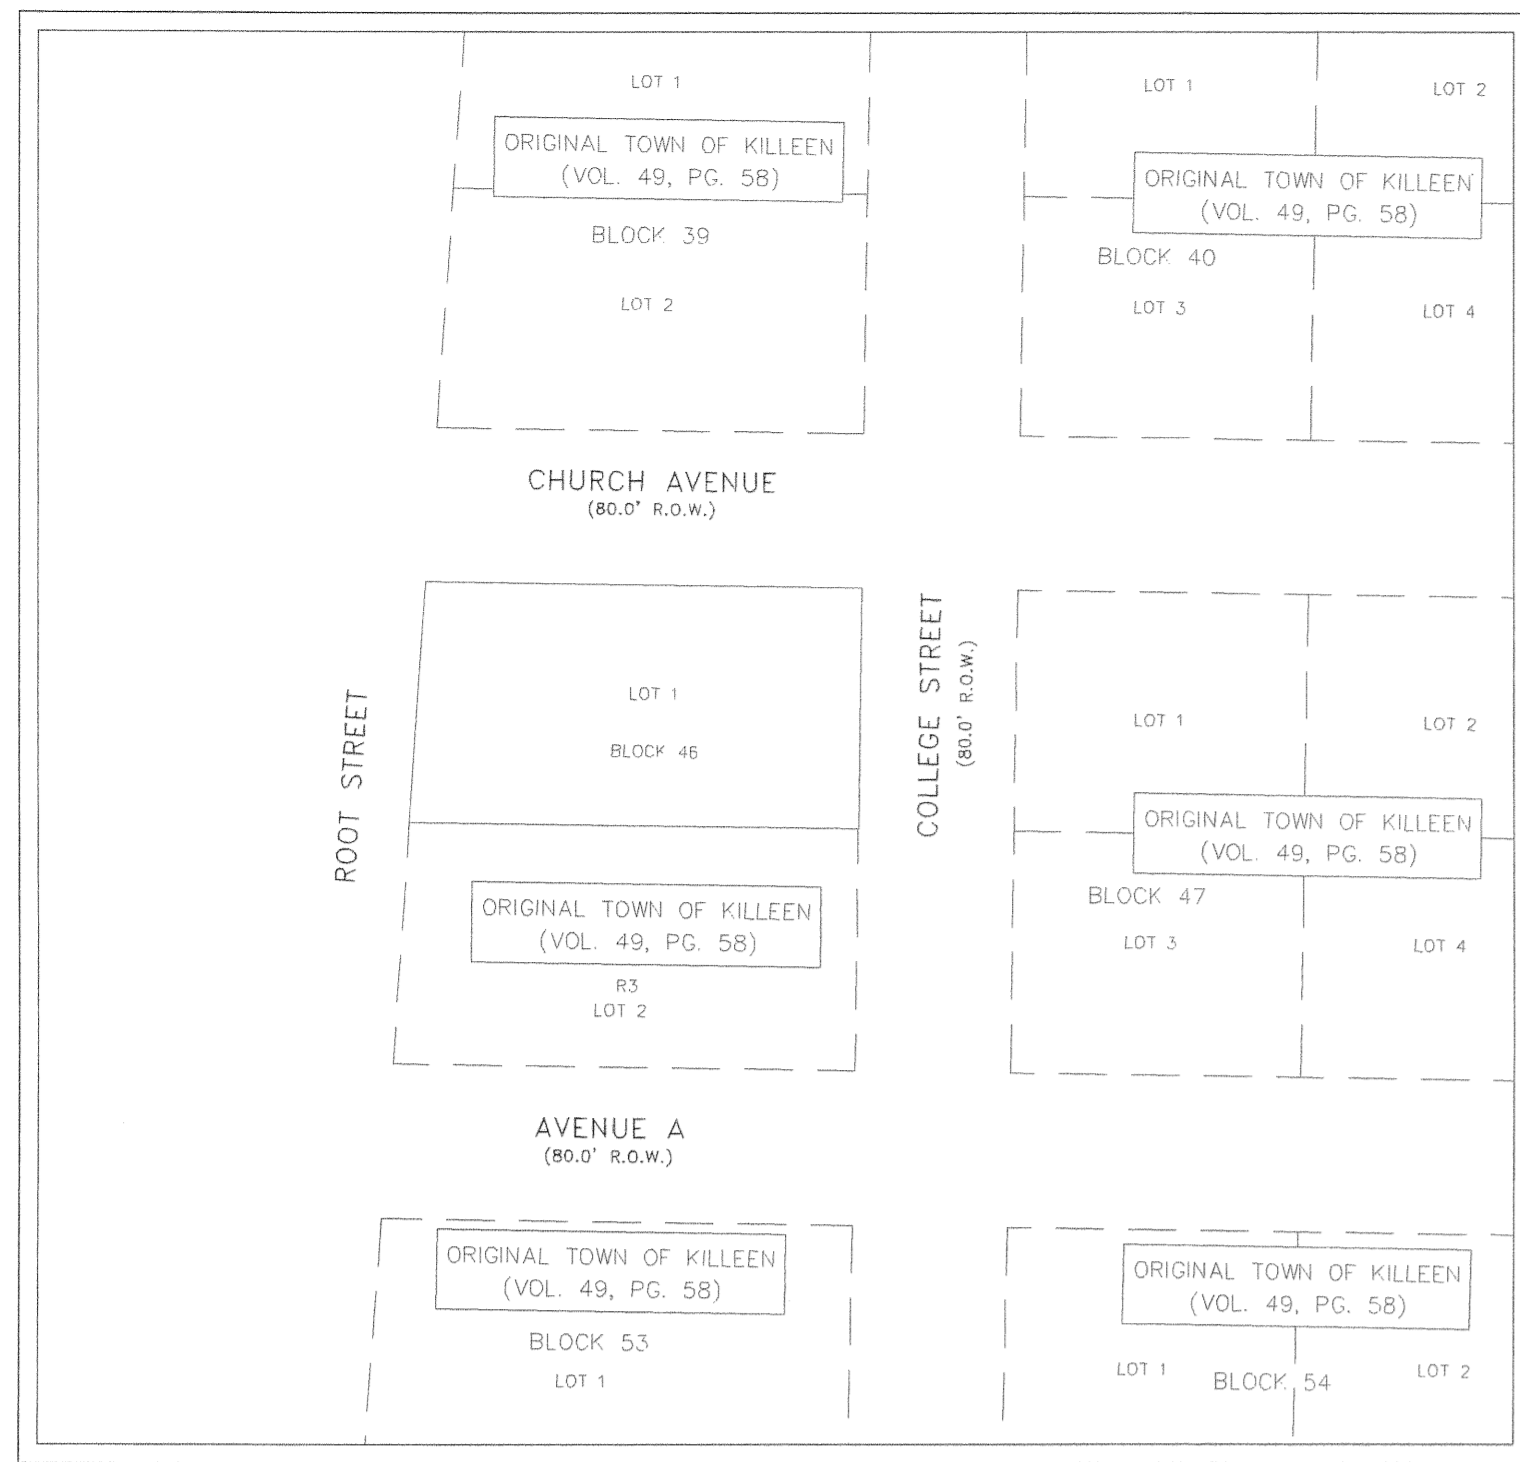 LOT 1
ORIGINAL TOWN OF KILLEEN
(VOL. 49, PG. 58)
BLOCK 39
LOT 2
LOT 1
LOT 2
ORIGINAL TOWN OF KILLEEN
(VOL. 49, PG. 58)
BLOCK 40
LOT 3
LOT 4
CHURCH AVENUE
(80.0' R.O.W.)
ROOT STREET
LOT 1
BLOCK 46
ORIGINAL TOWN OF KILLEEN
(VOL. 49, PG. 58)
R3
LOT 2
COLLEGE STREET
(80.0' R.O.W.)
LOT 1
LOT 2
ORIGINAL TOWN OF KILLEEN
(VOL. 49, PG. 58)
BLOCK 47
LOT 3
LOT 4
AVENUE A
(80.0' R.O.W.)
ORIGINAL TOWN OF KILLEEN
(VOL. 49, PG. 58)
BLOCK 53
LOT 1
ORIGINAL TOWN OF KILLEEN
(VOL. 49, PG. 58)
LOT 1
BLOCK 54
LOT 2